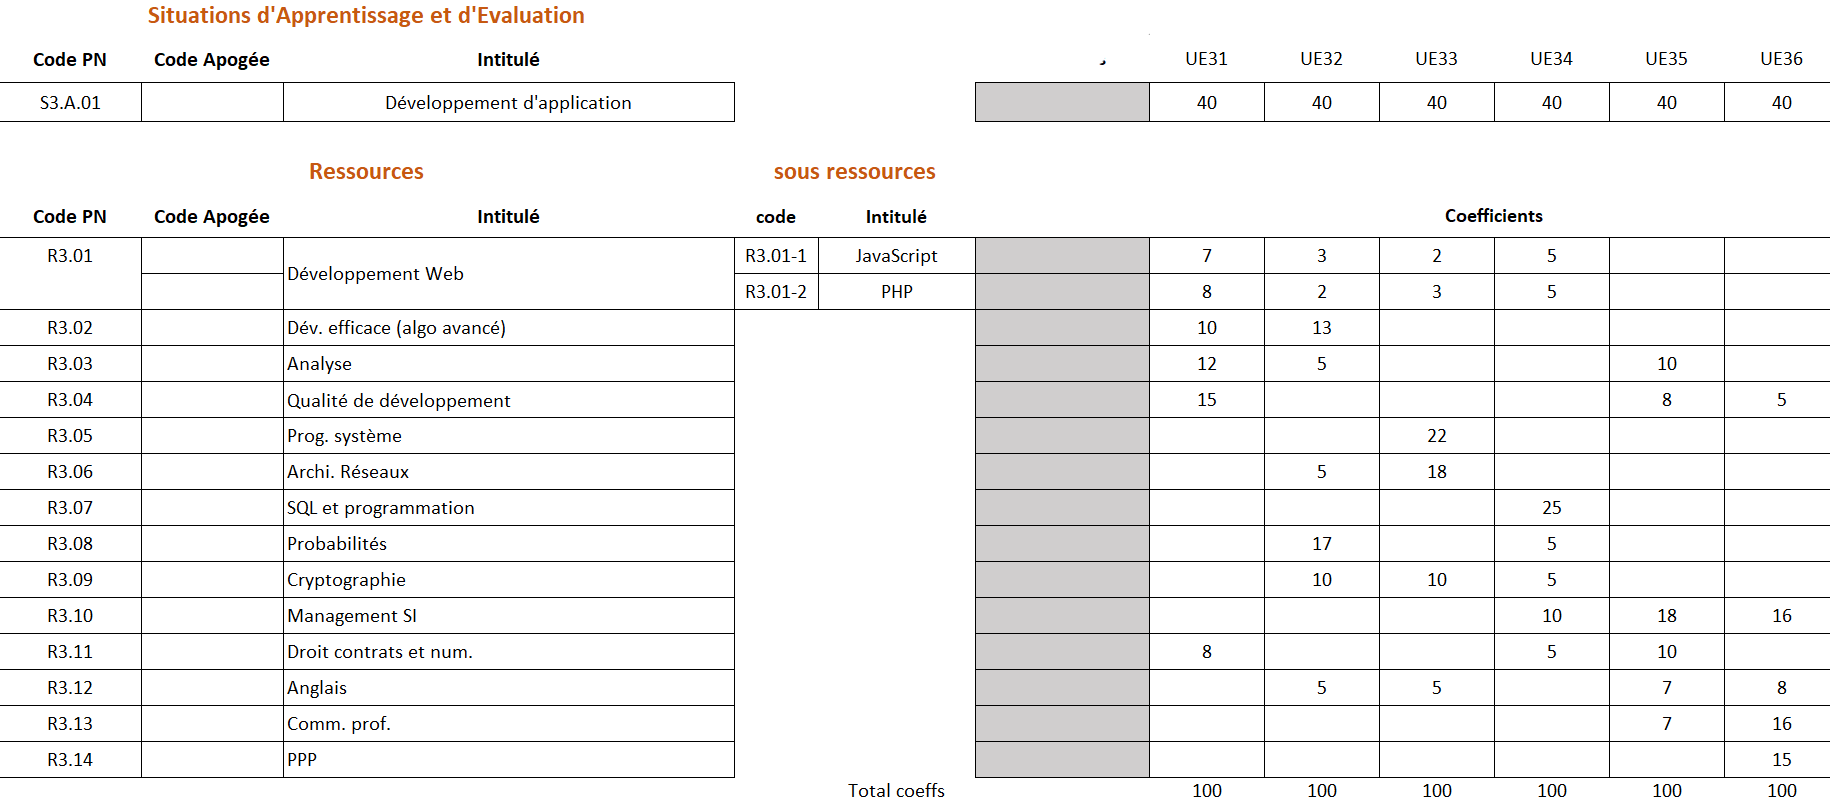 Situations d'Apprentissage et d'Evaluation
Code PN Code Apogée Intitulé UE31 UE32 UE33 UE34 UE35 UE36
S3.A.01 Développement d'application 40 40 40 40 40 40
Ressources sous ressources
Code PN Code Apogée Intitulé code Intitulé Coefficients
R3.01 Développement Web R3.01-1 JavaScript 7 3 2 5
R3.01-2 PHP 8 2 3 5
R3.02 Dév. efficace (algo avancé) 10 13
R3.03 Analyse 12 5 10
R3.04 Qualité de développement 15 8 5
R3.05 Prog. système 22
R3.06 Archi. Réseaux 5 18
R3.07 SQL et programmation 25
R3.08 Probabilités 17 5
R3.09 Cryptographie 10 10 5
R3.10 Management SI 10 18 16
R3.11 Droit contrats et num. 8 5 10
R3.12 Anglais 5 5 7 8
R3.13 Comm. prof. 7 16
R3.14 PPP 15
Total coeffs 100 100 100 100 100 100